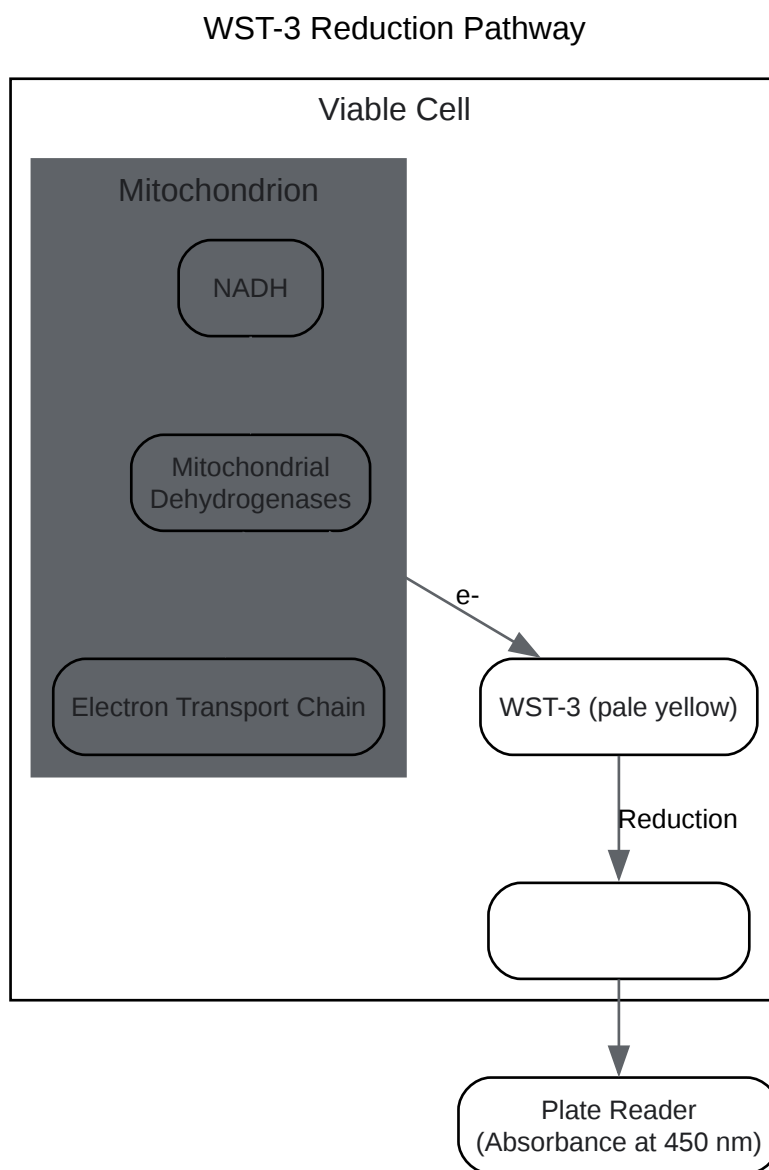 WST-3 Reduction Pathway
Viable Cell
Mitochondrion
NADH
Mitochondrial
Dehydrogenases
e-
Electron Transport Chain
WST-3 (pale yellow)
Reduction
Plate Reader
(Absorbance at 450 nm)